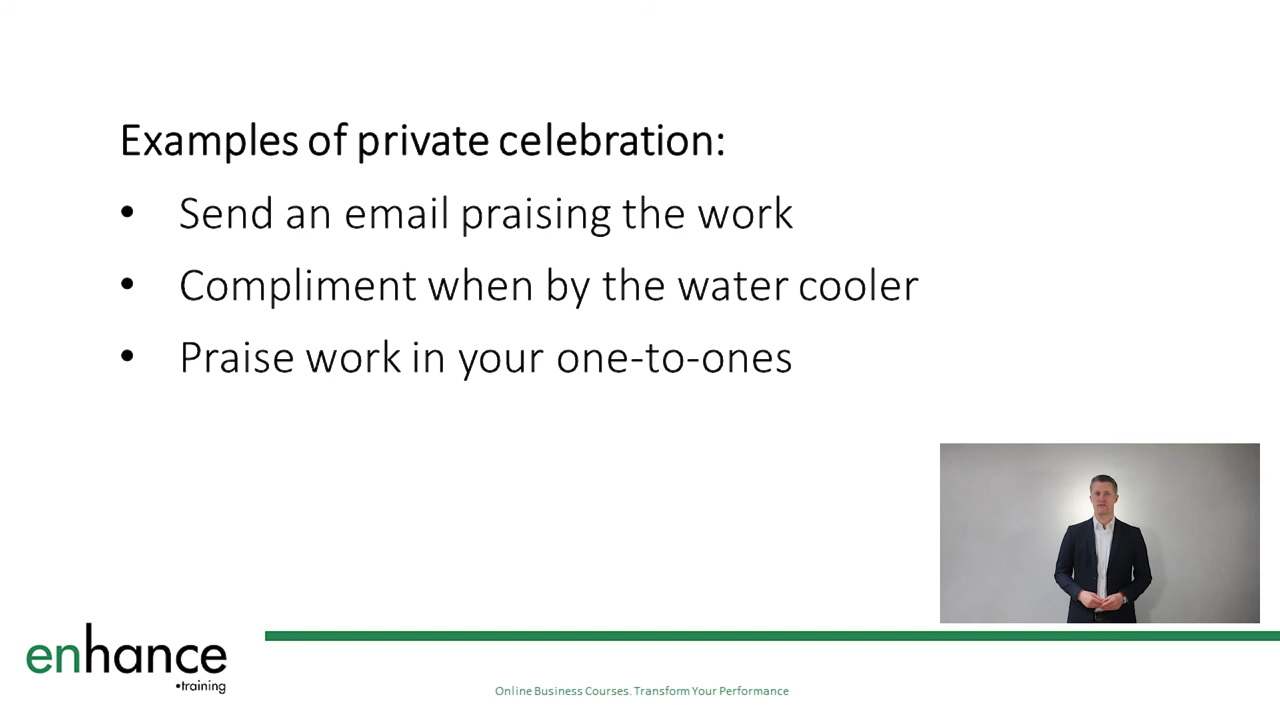 Examples of private celebration:
• Send an email praising the work
• Compliment when by the water cooler
• Praise work in your one-to-ones
enhance
•training
Online Business Courses. Transform Your Performance